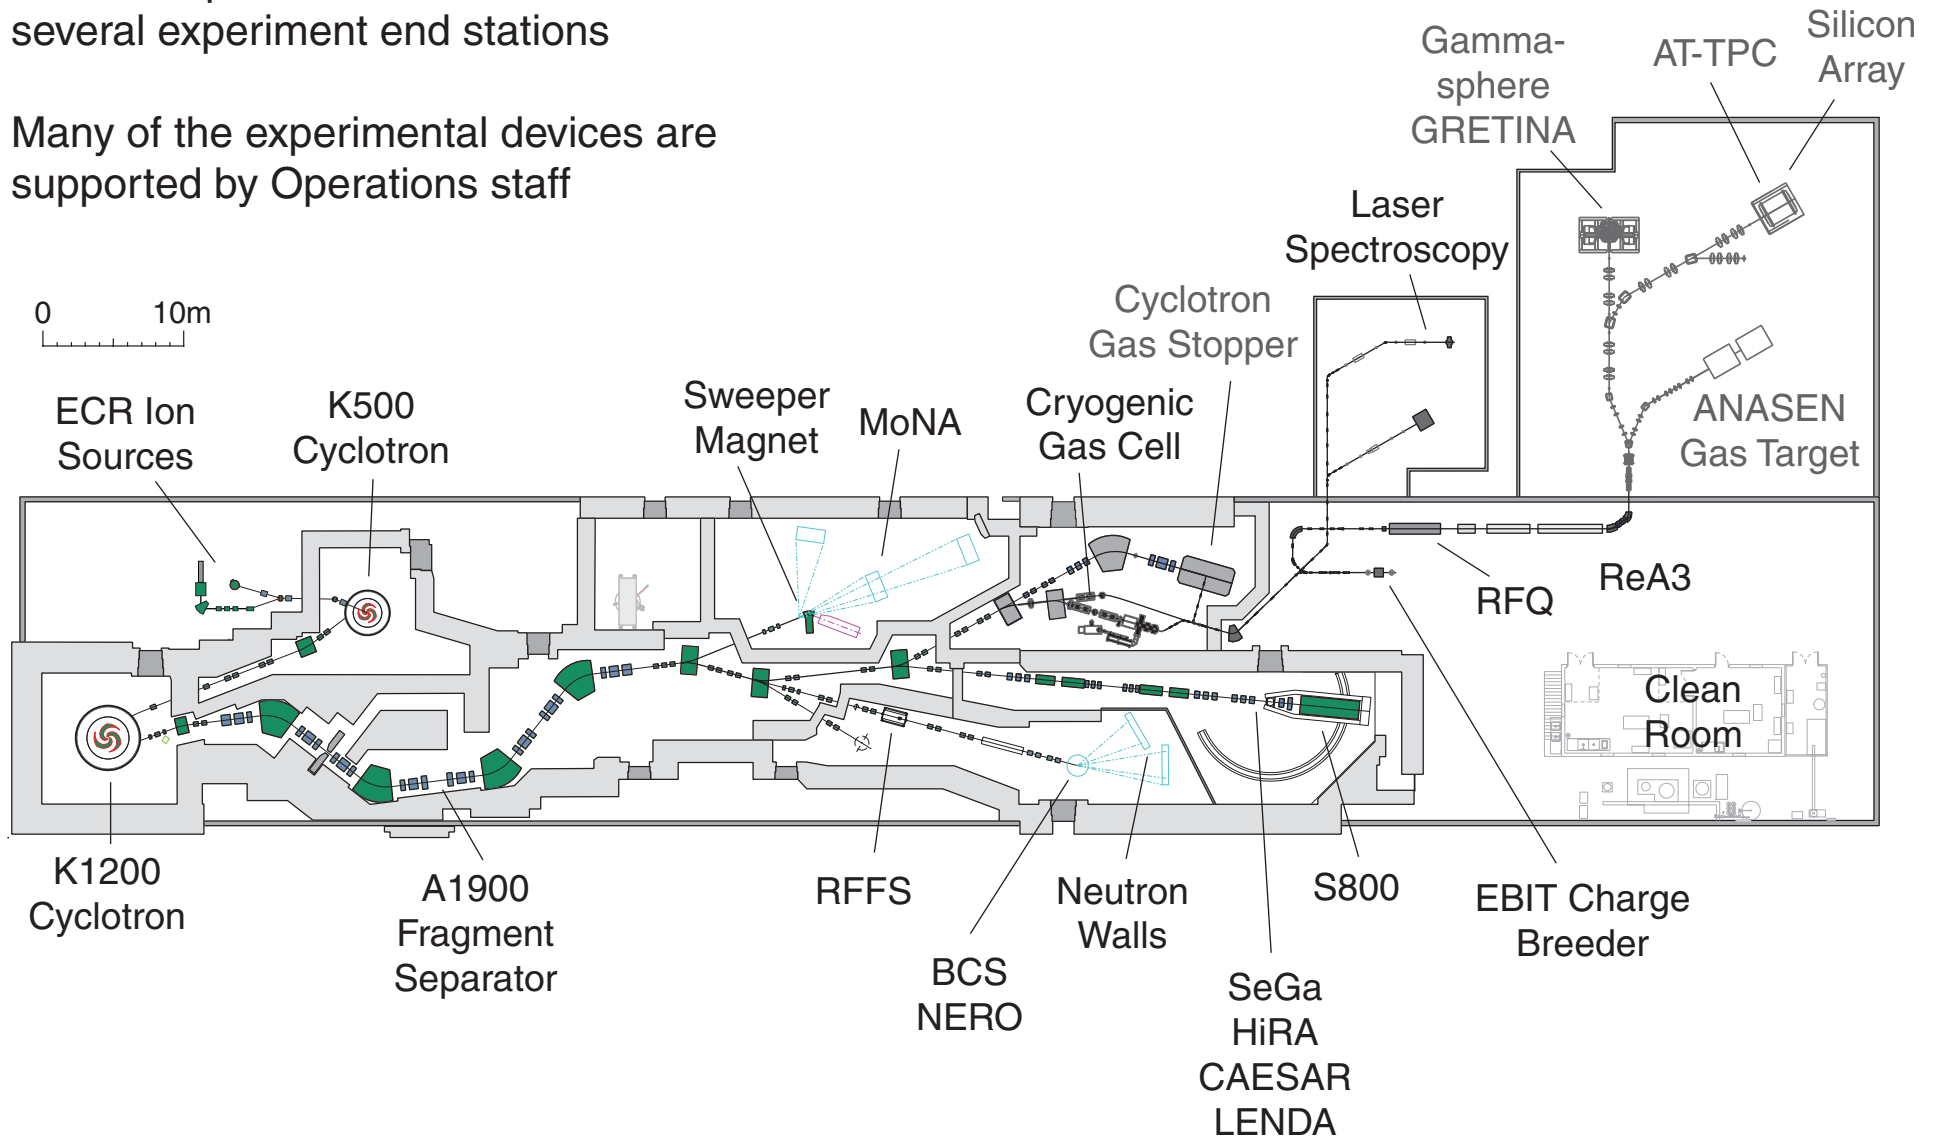 several experiment end stations
Many of the experimental devices are
supported by Operations staff
Gamma-
sphere
GRETINA
AT-TPC
Silicon
Array
Laser
Spectroscopy
Cyclotron
Gas Stopper
0 10m
ECR Ion
Sources
K500
Cyclotron
Sweeper
Magnet
MoNA
Cryogenic
Gas Cell
ANASEN
Gas Target
RFQ
ReA3
Clean
Room
K1200
Cyclotron
A1900
Fragment
Separator
RFFS
BCS
NERO
Neutron
Walls
S800
SeGa
HiRA
CAESAR
LENDA
EBIT Charge
Breeder